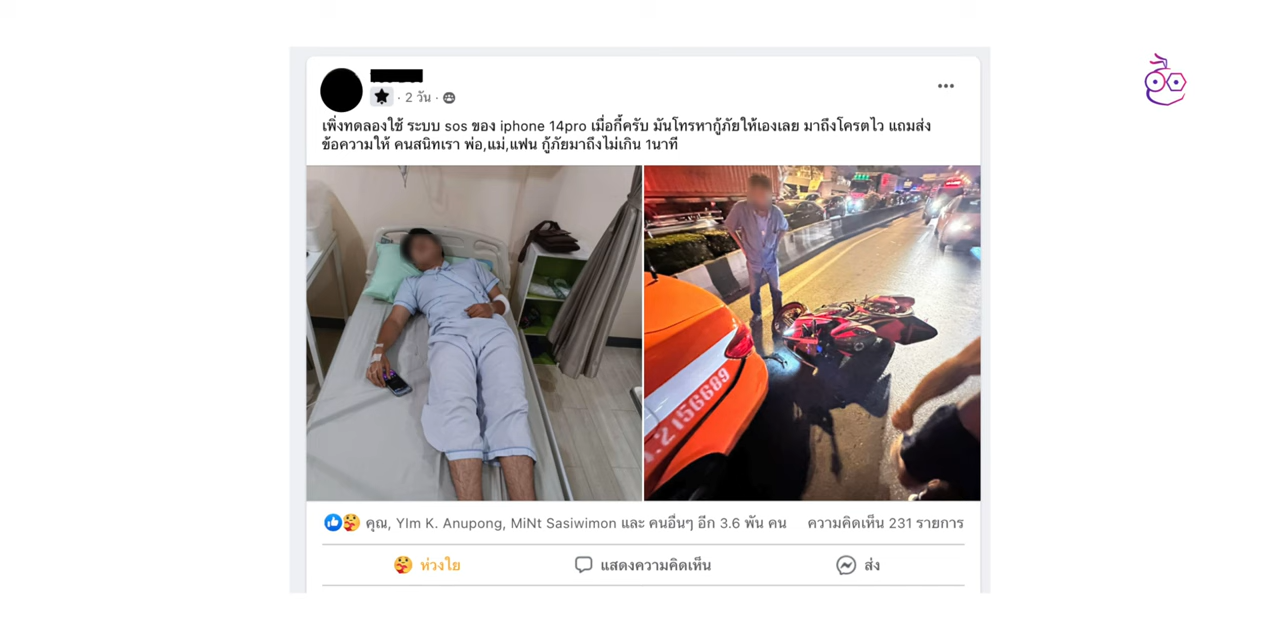 2 วัน
เพิ่งทดลองใช้ ระบบ sos ของ iphone 14pro เมื่อกี้ครับ มันโทรหากู้ภัยให้เองเลย มาถึงโครตไว แถมส่ง
ข้อความให้ คนสนิทเรา พ่อ,แม่,แฟน กู้ภัยมาถึงไม่เกิน 1นาที
2156689
คุณ, YIm K. Anupong, MiNt Sasiwimon และ คนอื่นๆ อีก 3.6 พัน คน ความคิดเห็น 231 รายการ
ห่วงใย แสดงความคิดเห็น ส่ง